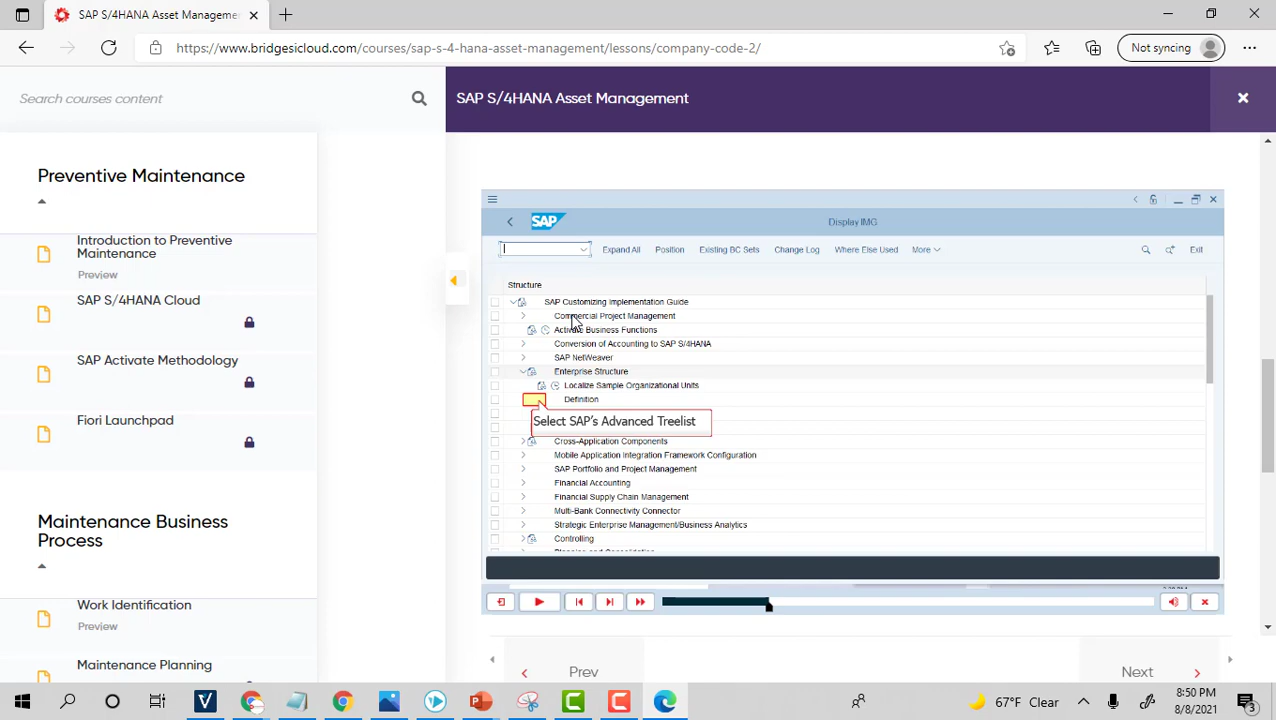 SAP S/4HANA Asset Management
https://www.bridgesicloud.com/courses/sap-s-4-hana-asset-management/lessons/company-code-2/
Not syncing
Search courses content
SAP S/4HANA Asset Management
Preventive Maintenance
Introduction to Preventive
Maintenance
Preview
SAP S/4HANA Cloud
SAP Activate Methodology
Fiori Launchpad
Maintenance Business
Process
Work Identification
Preview
Maintenance Planning
SAP
Display IMG
Expand All
Position
Existing BC Sets
Change Log
Where Else Used
More
Exit
Structure
SAP Customizing Implementation Guide
Commercial Project Management
Activate Business Functions
Conversion of Accounting to SAP S/4HANA
SAP NetWeaver
Enterprise Structure
Localize Sample Organizational Units
Definition
Select SAP's Advanced Treelist
Cross-Application Components
Mobile Application Integration Framework Configuration
SAP Portfolio and Project Management
Financial Accounting
Financial Supply Chain Management
Multi-Bank Connectivity Connector
Strategic Enterprise Management/Business Analytics
Controlling
Prev
Next
67°F Clear
8:50 PM
8/8/2021
3